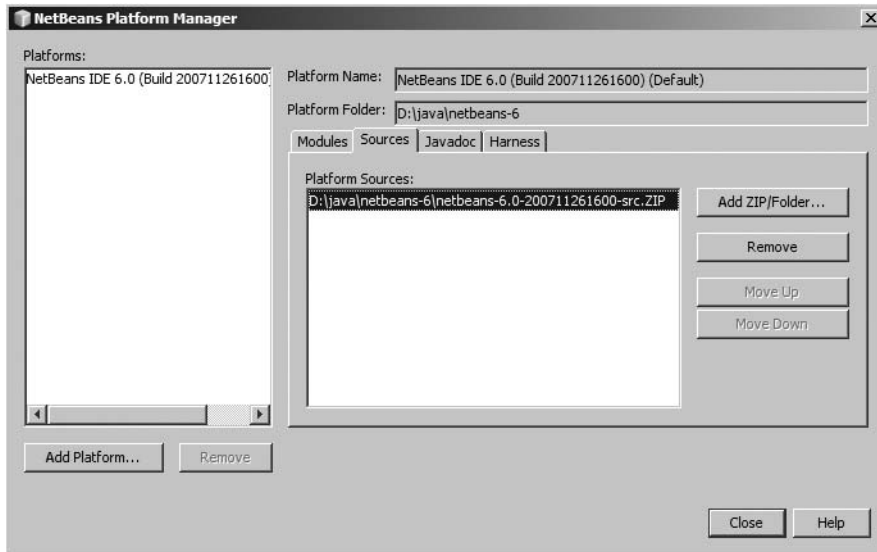 NetBeans Platform Manager
Platforms:
NetBeans IDE 6.0 (Build 200711261600)
Platform Name: NetBeans IDE 6.0 (Build 200711261600) (Default)
Platform Folder: D:\java\netbeans-6
Modules Sources Javadoc Harness
Platform Sources:
D:\java\netbeans-6\netbeans-6.0-200711261600-src.ZIP
Add ZIP/Folder...
Remove
Move Up
Move Down
Add Platform... Remove
Close Help